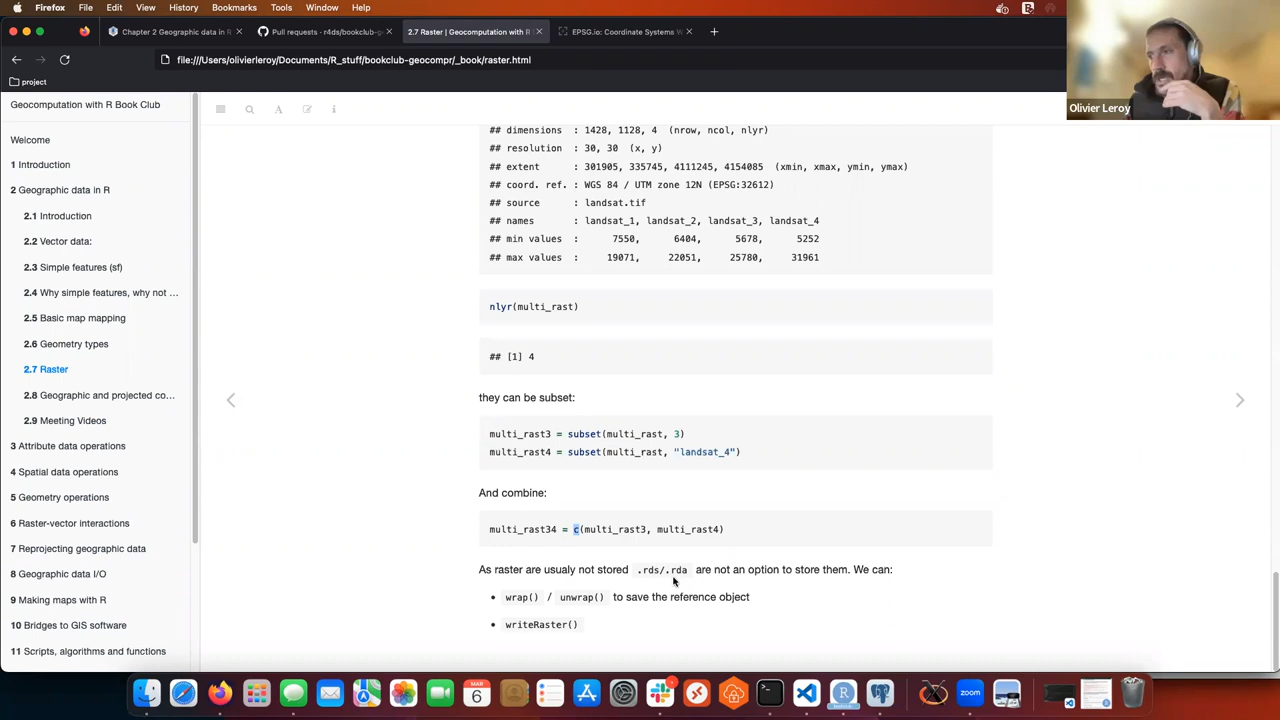 Firefox File Edit View History Bookmarks Tools Window Help
Chapter 2 Geographic data in R
Pull requests · r4ds/bookclub-g
2.7 Raster | Geocomputation with R
EPSG.io: Coordinate Systems W
file:///Users/olivierleroy/Documents/R_stuff/bookclub-geocompr/_book/raster.html
project
Olivier Leroy
Geocomputation with R Book Club
Welcome
1 Introduction
2 Geographic data in R
2.1 Introduction
2.2 Vector data:
2.3 Simple features (sf)
2.4 Why simple features, why not ...
2.5 Basic map mapping
2.6 Geometry types
2.7 Raster
2.8 Geographic and projected co...
2.9 Meeting Videos
3 Attribute data operations
4 Spatial data operations
5 Geometry operations
6 Raster-vector interactions
7 Reprojecting geographic data
8 Geographic data I/O
9 Making maps with R
10 Bridges to GIS software
11 Scripts, algorithms and functions
## dimensions : 1428, 1128, 4 (nrow, ncol, nlyr)
## resolution : 30, 30 (x, y)
## extent : 301905, 335745, 4111245, 4154085 (xmin, xmax, ymin, ymax)
## coord. ref. : WGS 84 / UTM zone 12N (EPSG:32612)
## source : landsat.tif
## names : landsat_1, landsat_2, landsat_3, landsat_4
## min values : 7550, 6404, 5678, 5252
## max values : 19071, 22051, 25780, 31961
nlyr(multi_rast)
## [1] 4
they can be subset:
multi_rast3 = subset(multi_rast, 3)
multi_rast4 = subset(multi_rast, "landsat_4")
And combine:
multi_rast34 = c(multi_rast3, multi_rast4)
As raster are usualy not stored .rds/.rda are not an option to store them. We can:
• wrap() / unwrap() to save the reference object
• writeRaster()
MAR
6
zoom